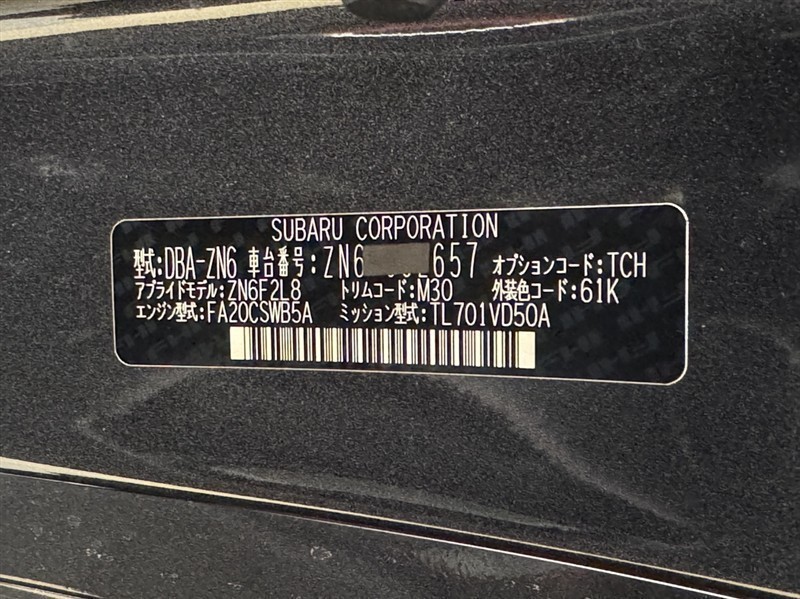 SUBARU CORPORATION
型式:DBA-ZN6 車台番号:ZN6 657 オプションコード:TCH
アプライドモデル:ZN6F2L8 トリムコード:M30 外装色コード:61K
エンジン型式:FA20CSWB5A ミッション型式:TL701VD50A